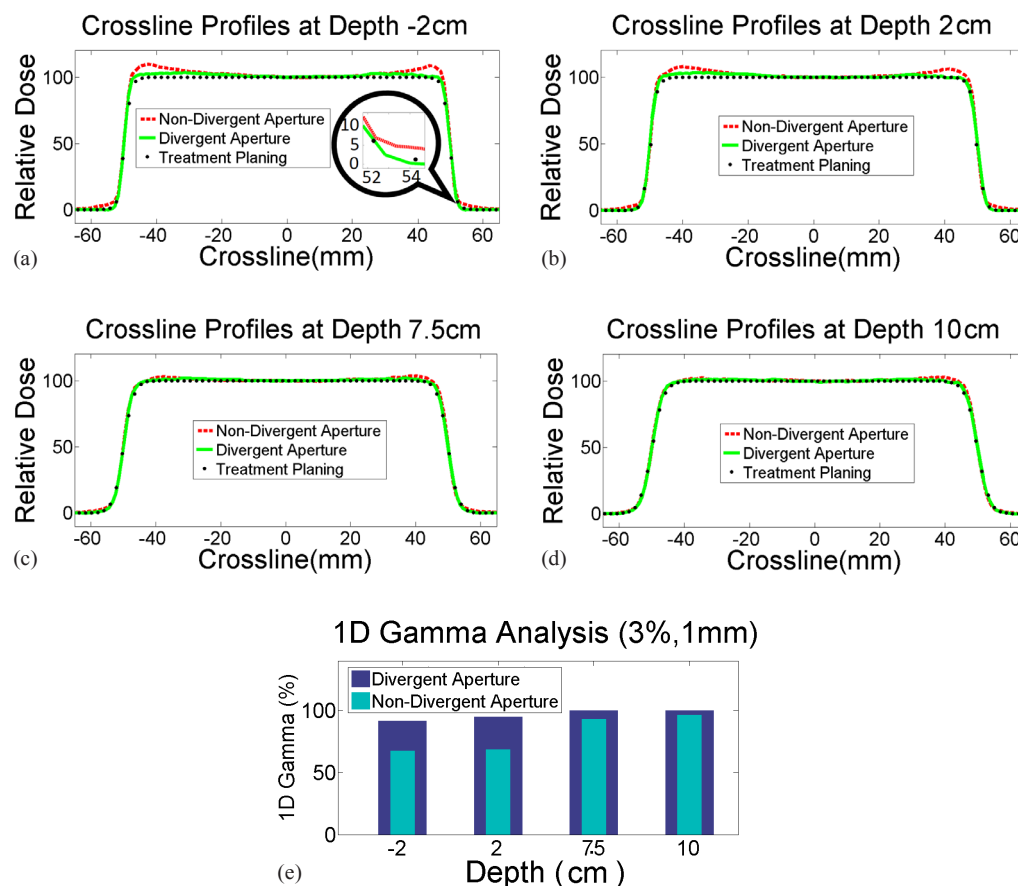 Crossline Profiles at Depth -2cm
Relative Dose
100
50
0
Non-Divergent Aperture
Divergent Aperture
Treatment Planing
10
5
0
52 54
-60 -40 -20 0 20 40 60
Crossline(mm)
(a)
Crossline Profiles at Depth 2cm
Relative Dose
100
50
0
Non-Divergent Aperture
Divergent Aperture
Treatment Planing
-60 -40 -20 0 20 40 60
Crossline(mm)
(b)
Crossline Profiles at Depth 7.5cm
Relative Dose
100
50
0
Non-Divergent Aperture
Divergent Aperture
Treatment Planing
-60 -40 -20 0 20 40 60
Crossline(mm)
(c)
Crossline Profiles at Depth 10cm
Relative Dose
100
50
0
Non-Divergent Aperture
Divergent Aperture
Treatment Planing
-60 -40 -20 0 20 40 60
Crossline(mm)
(d)
1D Gamma Analysis (3%,1mm)
1D Gamma (%)
100
50
0
Divergent Aperture
Non-Divergent Aperture
-2 2 7.5 10
Depth (cm)
(e)